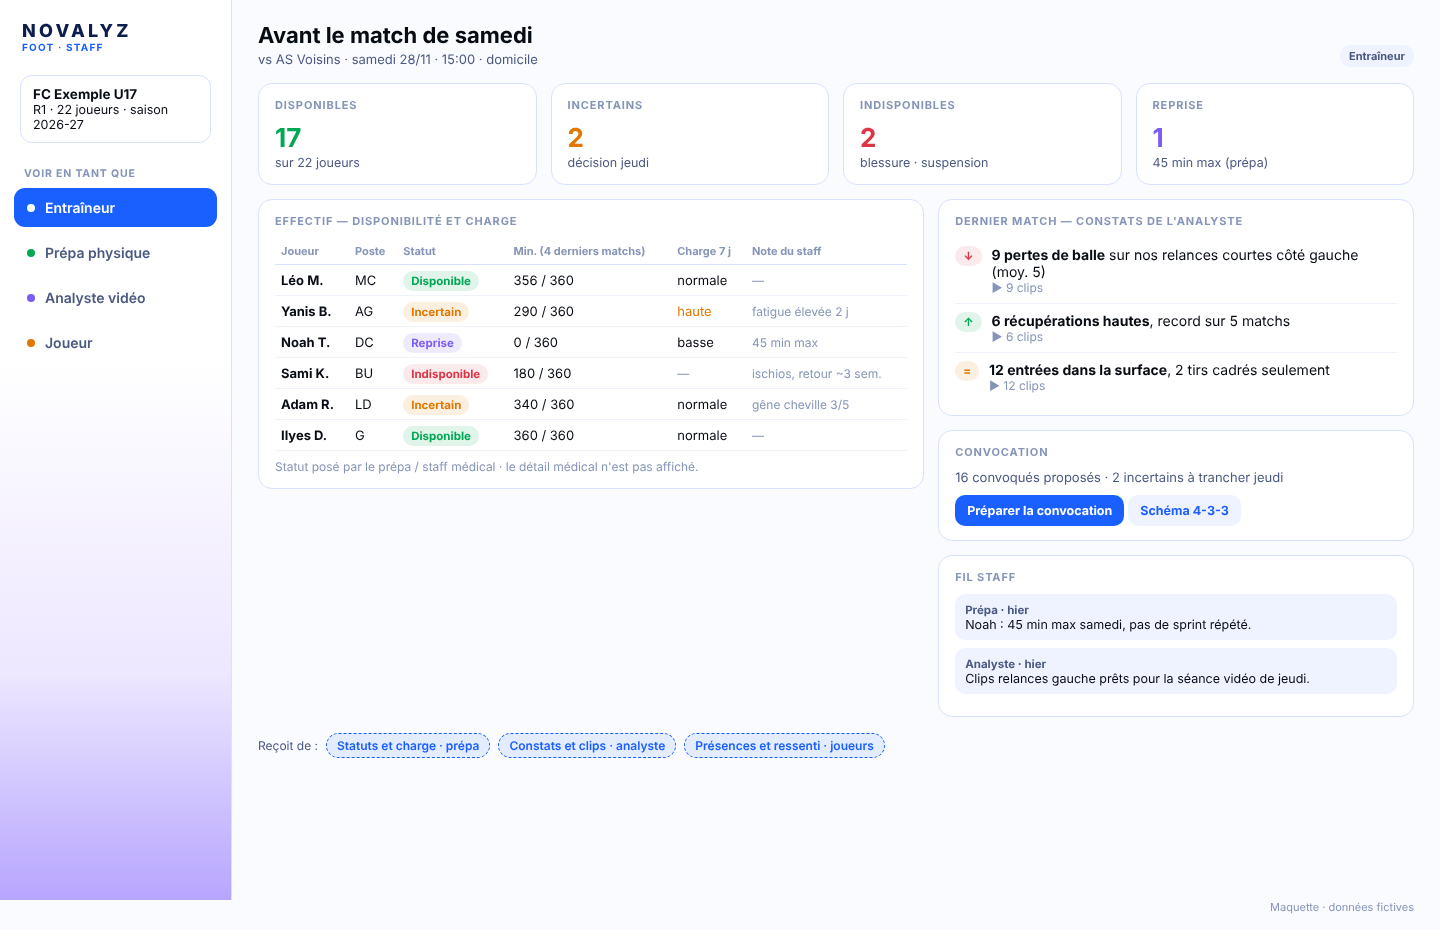 NOVALYZ
FOOT · STAFF
FC Exemple U17
R1 · 22 joueurs · saison
2026-27
VOIR EN TANT QUE
Entraîneur
Prépa physique
Analyste vidéo
Joueur
Avant le match de samedi
vs AS Voisins · samedi 28/11 · 15:00 · domicile
Entraîneur
DISPONIBLES
17
sur 22 joueurs
INCERTAINS
2
décision jeudi
INDISPONIBLES
2
blessure · suspension
REPRISE
1
45 min max (prépa)
EFFECTIF — DISPONIBILITÉ ET CHARGE
Joueur Poste Statut Min. (4 derniers matchs) Charge 7 j Note du staff
Léo M. MC Disponible 356 / 360 normale —
Yanis B. AG Incertain 290 / 360 haute fatigue élevée 2 j
Noah T. DC Reprise 0 / 360 basse 45 min max
Sami K. BU Indisponible 180 / 360 — ischios, retour ~3 sem.
Adam R. LD Incertain 340 / 360 normale gêne cheville 3/5
Ilyes D. G Disponible 360 / 360 normale —
Statut posé par le prépa / staff médical · le détail médical n'est pas affiché.
DERNIER MATCH — CONSTATS DE L'ANALYSTE
↓ 9 pertes de balle sur nos relances courtes côté gauche
(moy. 5)
▶ 9 clips
↑ 6 récupérations hautes, record sur 5 matchs
▶ 6 clips
= 12 entrées dans la surface, 2 tirs cadrés seulement
▶ 12 clips
CONVOCATION
16 convoqués proposés · 2 incertains à trancher jeudi
Préparer la convocation Schéma 4-3-3
FIL STAFF
Prépa · hier
Noah : 45 min max samedi, pas de sprint répété.
Analyste · hier
Clips relances gauche prêts pour la séance vidéo de jeudi.
Reçoit de : Statuts et charge · prépa Constats et clips · analyste Présences et ressenti · joueurs
Maquette · données fictives